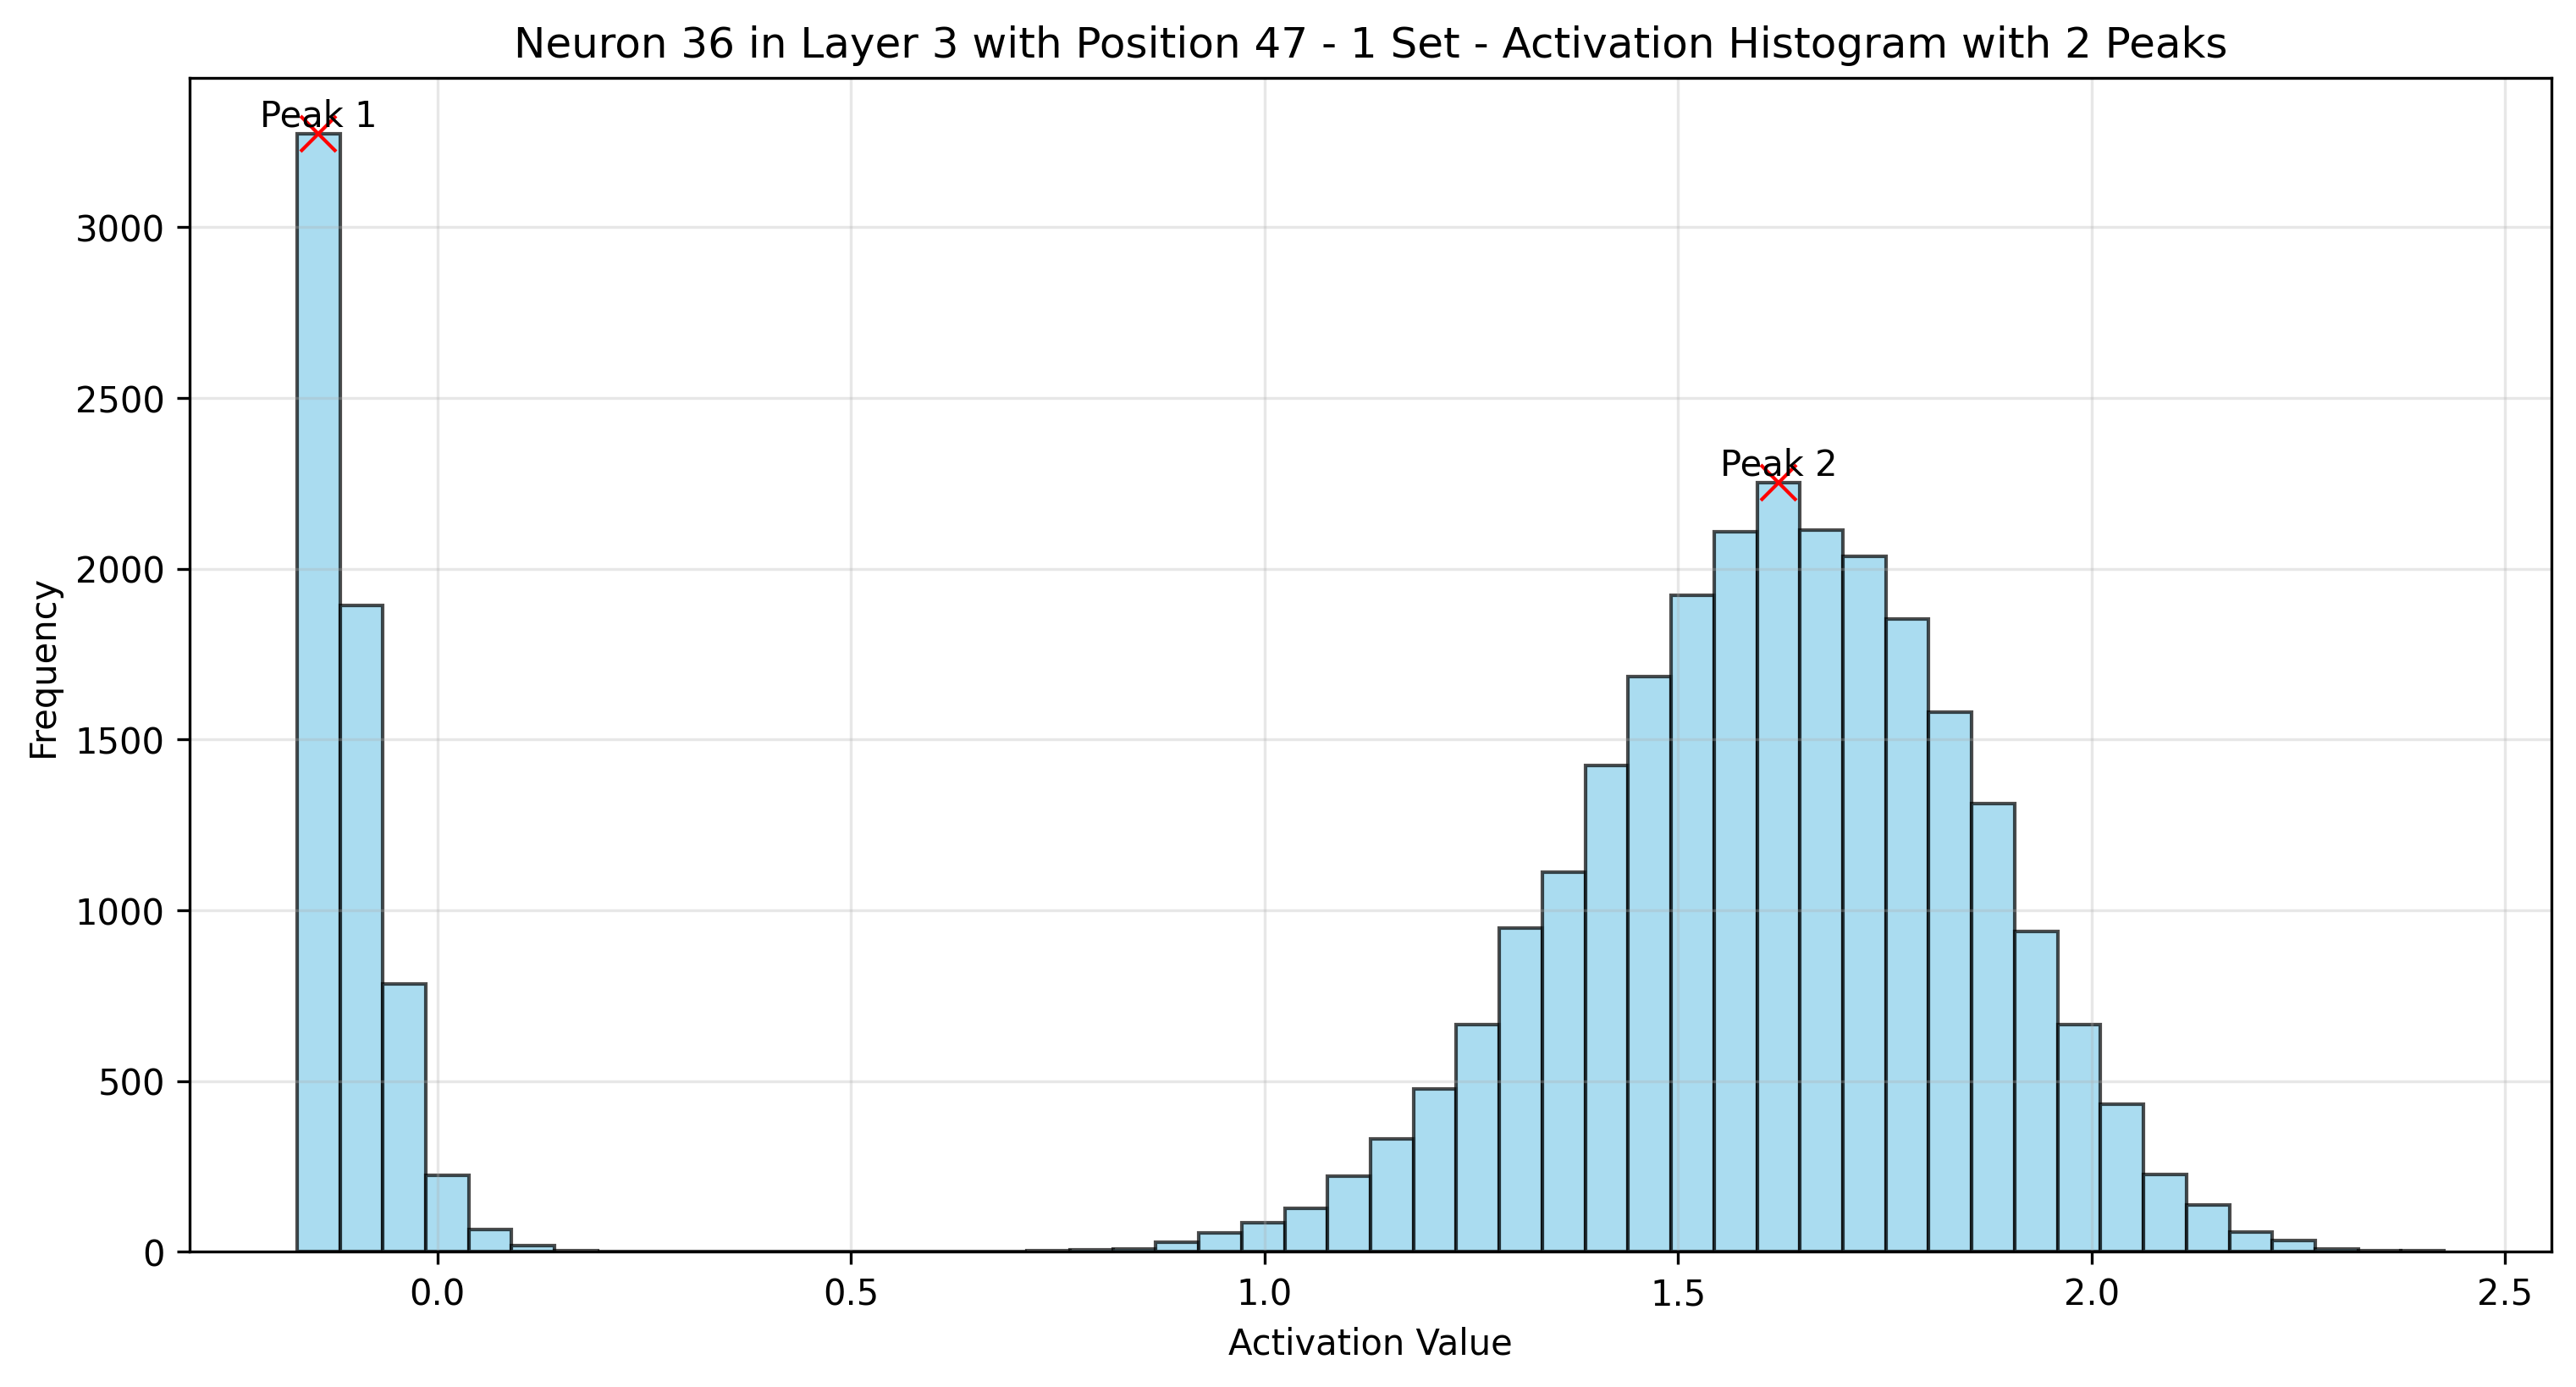 Neuron 36 in Layer 3 with Position 47 - 1 Set - Activation Histogram with 2 Peaks
Peak 1
Peak 2
Frequency
3000
2500
2000
1500
1000
500
0
0.0 0.5 1.0 1.5 2.0 2.5
Activation Value